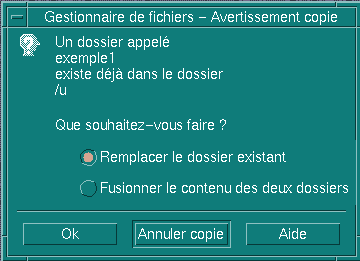 Gestionnaire de fichiers – Avertissement copie
Un dossier appelé
exemple1
existe déjà dans le dossier
/u
Que souhaitez–vous faire ?
Remplacer le dossier existant
Fusionner le contenu des deux dossiers
Ok
Annuler copie
Aide